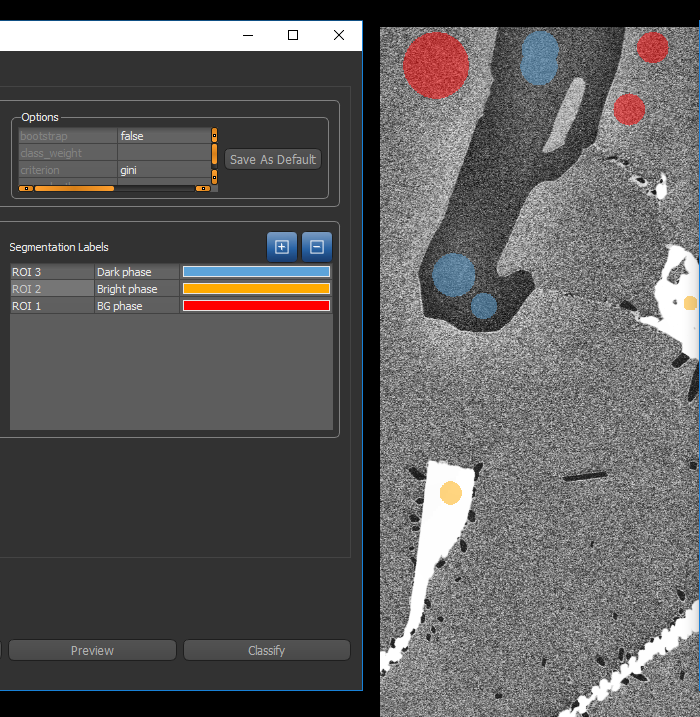 Options
bootstrap false
class_weight
criterion gini
Save As Default
Segmentation Labels
ROI 3 Dark phase
ROI 2 Bright phase
ROI 1 BG phase
Preview Classify